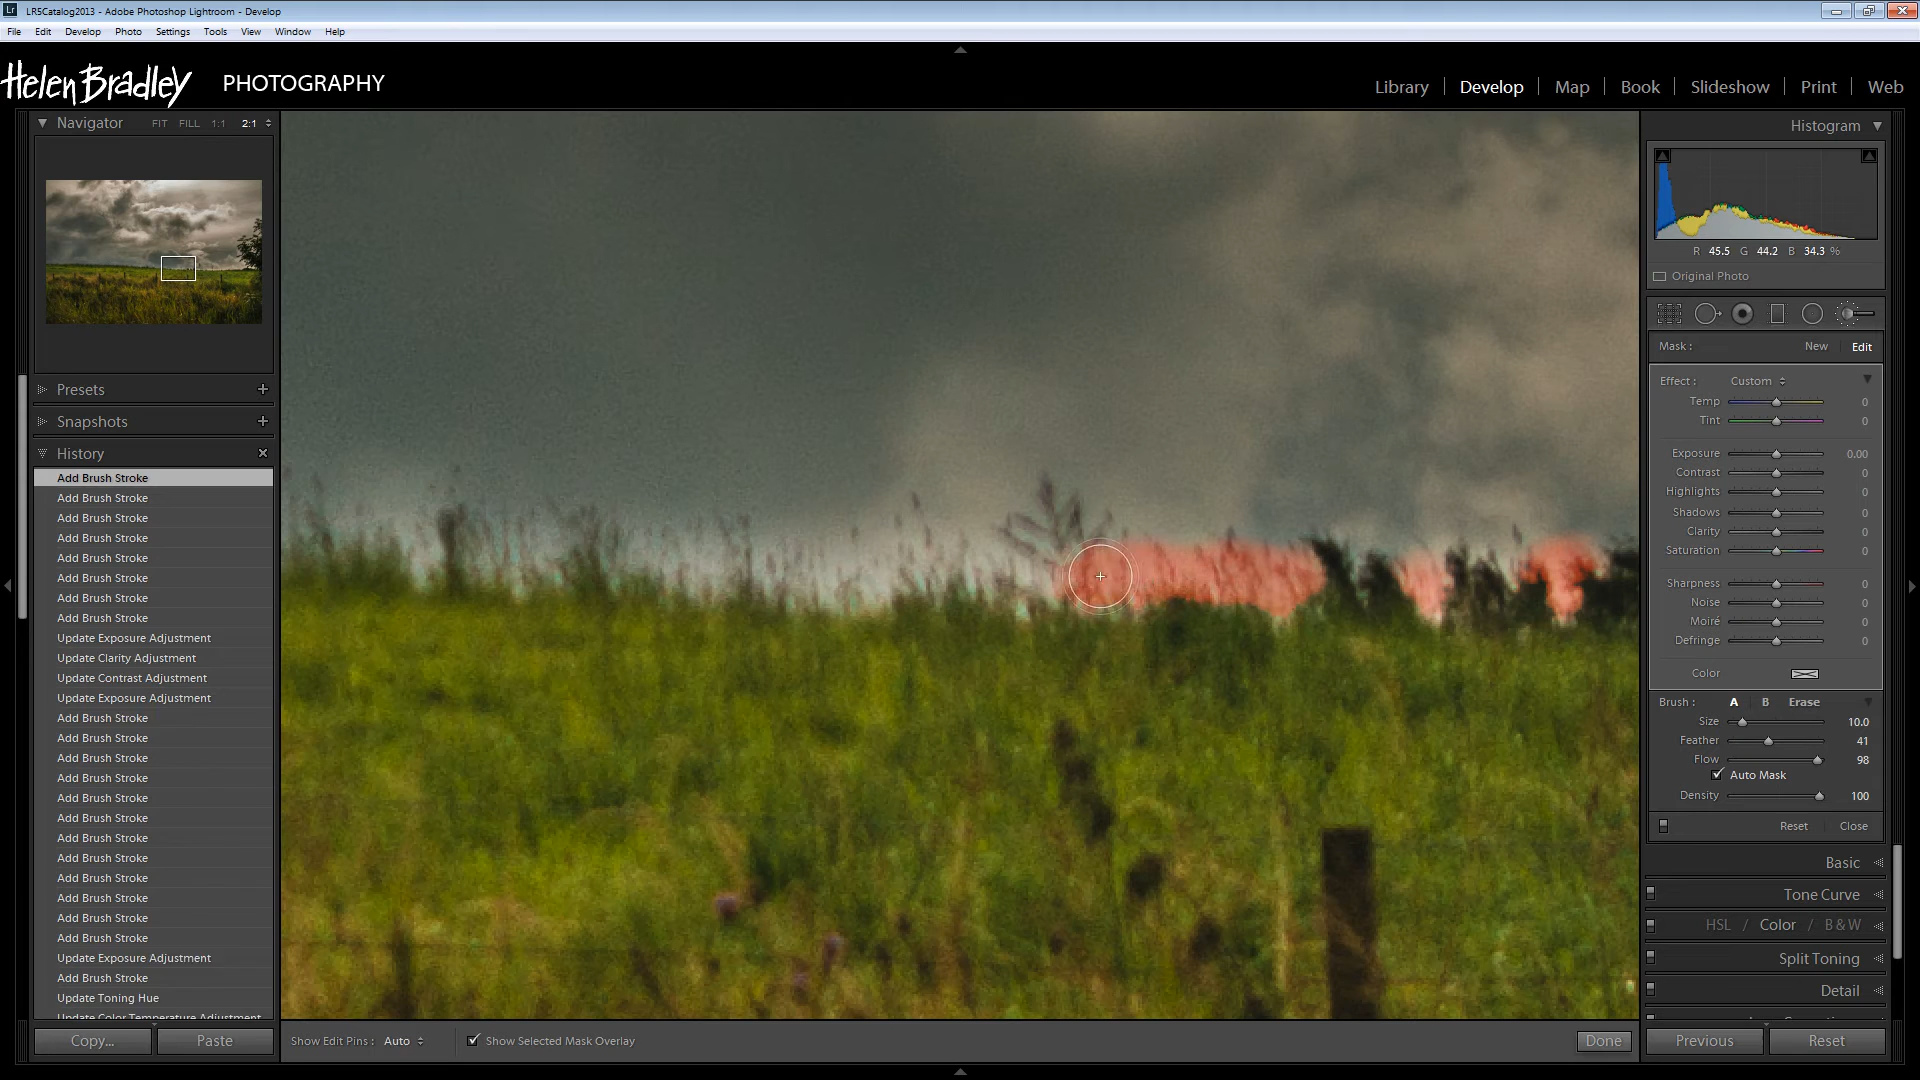 LR5Catalog2013 - Adobe Photoshop Lightroom - Develop
File Edit Develop Photo Settings Tools View Window Help
Helen Bradley PHOTOGRAPHY
Library Develop Map Book Slideshow Print Web
Navigator FIT FILL 1:1 2:1
Presets
Snapshots
History
Add Brush Stroke
Add Brush Stroke
Add Brush Stroke
Add Brush Stroke
Add Brush Stroke
Add Brush Stroke
Add Brush Stroke
Add Brush Stroke
Update Exposure Adjustment
Update Clarity Adjustment
Update Contrast Adjustment
Update Exposure Adjustment
Add Brush Stroke
Add Brush Stroke
Add Brush Stroke
Add Brush Stroke
Add Brush Stroke
Add Brush Stroke
Add Brush Stroke
Add Brush Stroke
Add Brush Stroke
Add Brush Stroke
Add Brush Stroke
Add Brush Stroke
Update Exposure Adjustment
Add Brush Stroke
Update Toning Hue
Update Color Temperature Adjustment
Copy... Paste
Show Edit Pins : Auto Show Selected Mask Overlay Done
Histogram
R 45.5 G 44.2 B 34.3 %
Original Photo
Mask : New Edit
Effect : Custom
Temp 0
Tint 0
Exposure 0.00
Contrast 0
Highlights 0
Shadows 0
Clarity 0
Saturation 0
Sharpness 0
Noise 0
Moiré 0
Defringe 0
Color
Brush : A B Erase
Size 10.0
Feather 41
Flow 98
Auto Mask
Density 100
Reset Close
Basic
Tone Curve
HSL / Color / B & W
Split Toning
Detail
Previous Reset